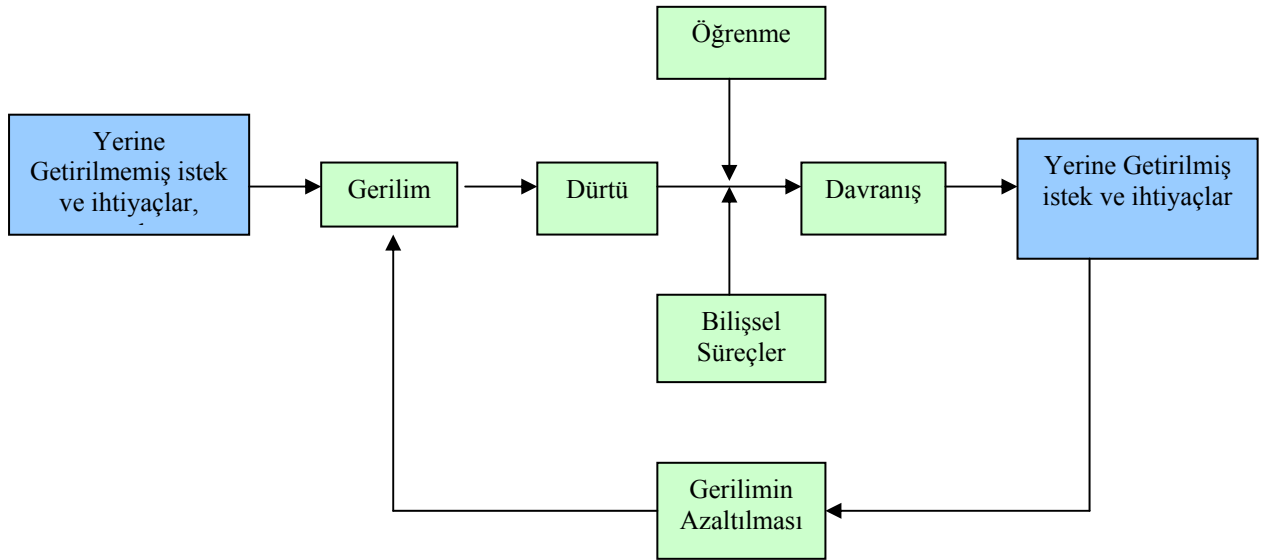 Öğrenme
Yerine
Getirilmemiş istek
ve ihtiyaçlar,
Gerilim
Dürtü
Davranış
Yerine Getirilmiş
istek ve ihtiyaçlar
Bilişsel
Süreçler
Gerilimin
Azaltılması